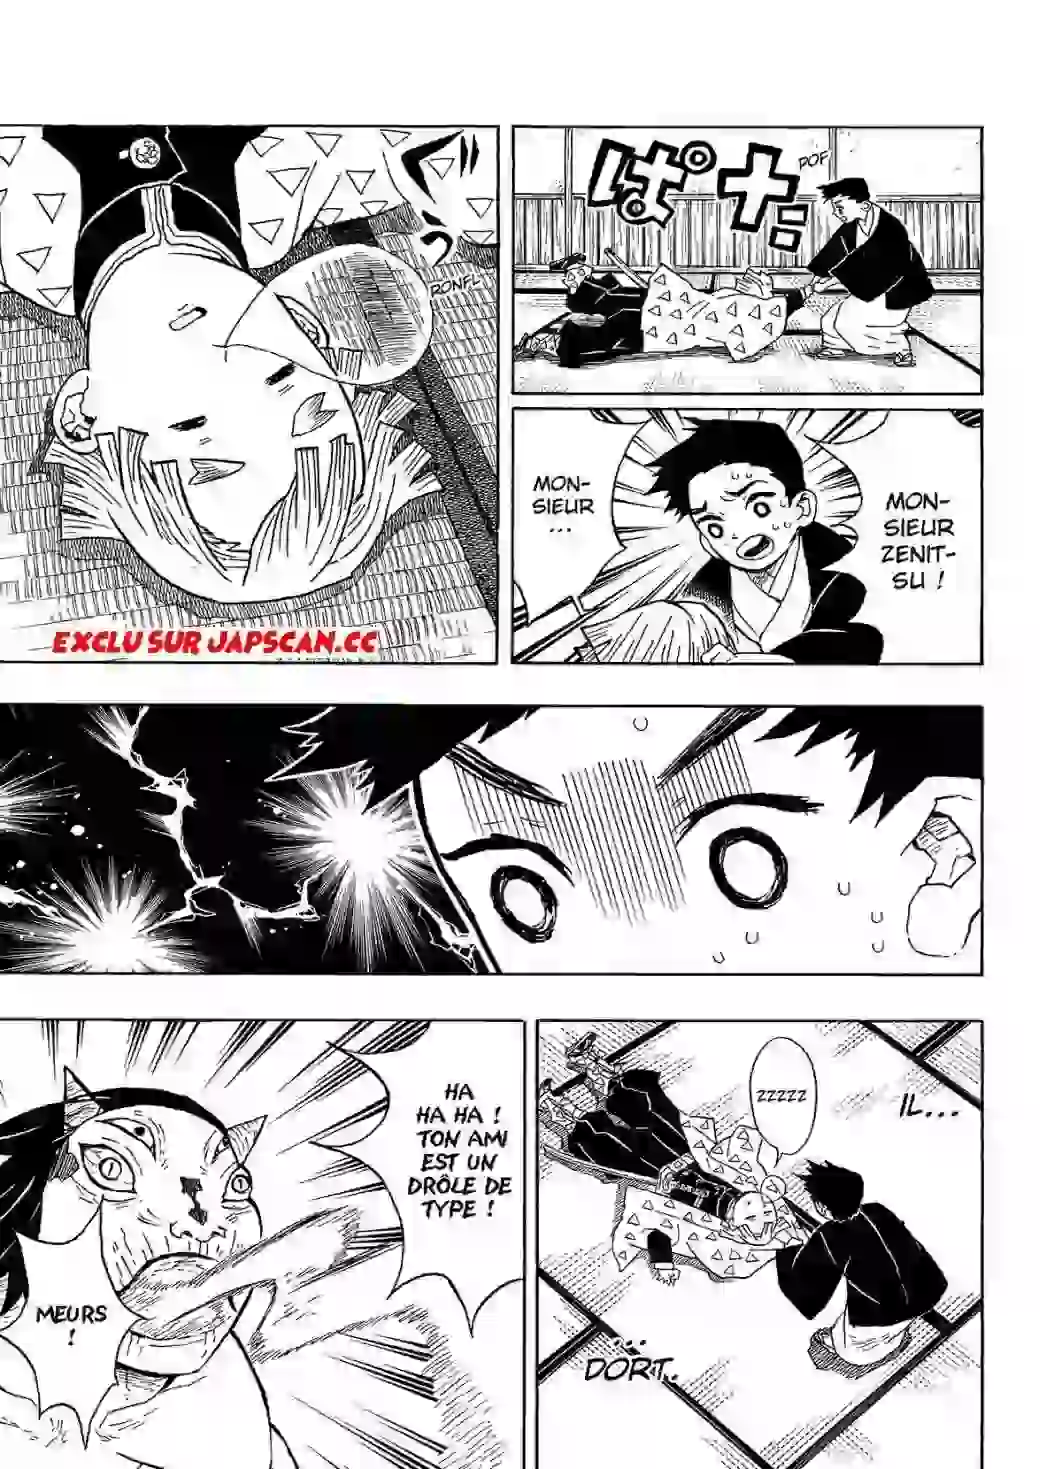 ぱた
POF
MON-
SIEUR
ZENIT-
SU !
MON-
SIEUR
...
RONFL
EXCLU SUR JAPSCAN.CC
IL...
ZZZZZ
...
DORT..
HA
HA HA !
TON AMI
EST UN
DRÔLE DE
TYPE !
MEURS
!